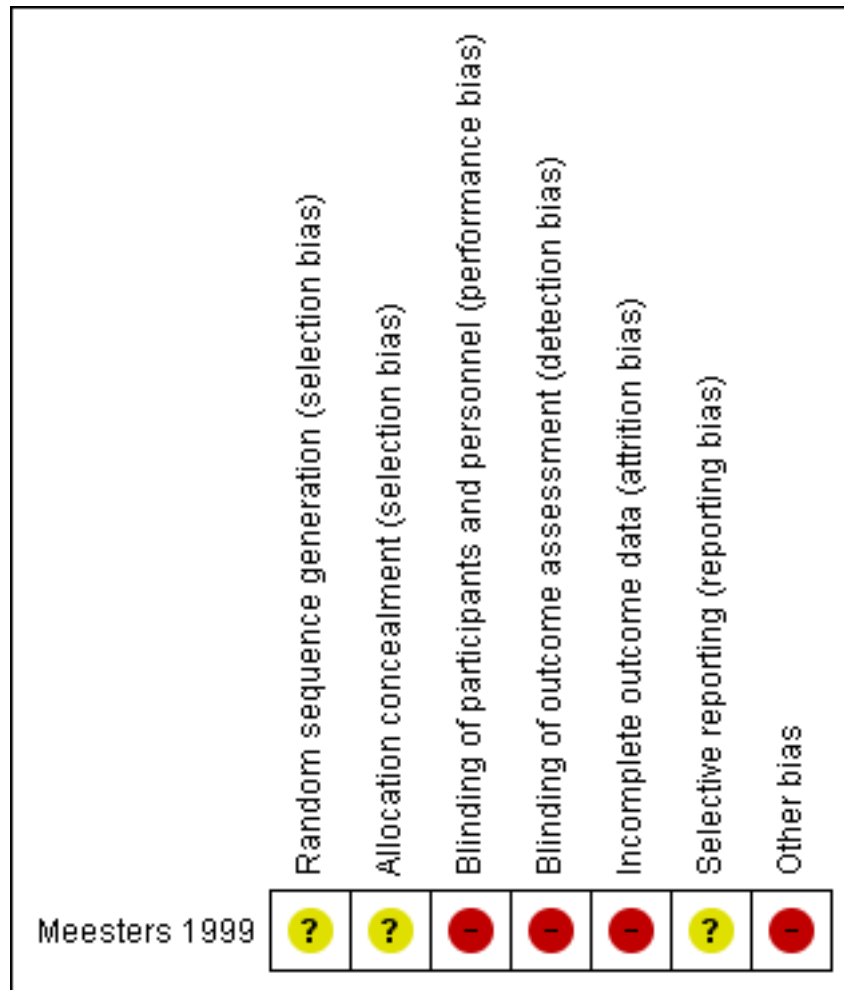 Random sequence generation (selection bias)
Allocation concealment (selection bias)
Blinding of participants and personnel (performance bias)
Blinding of outcome assessment (detection bias)
Incomplete outcome data (attrition bias)
Selective reporting (reporting bias)
Other bias
Meesters 1999 ? ? - - - ? -